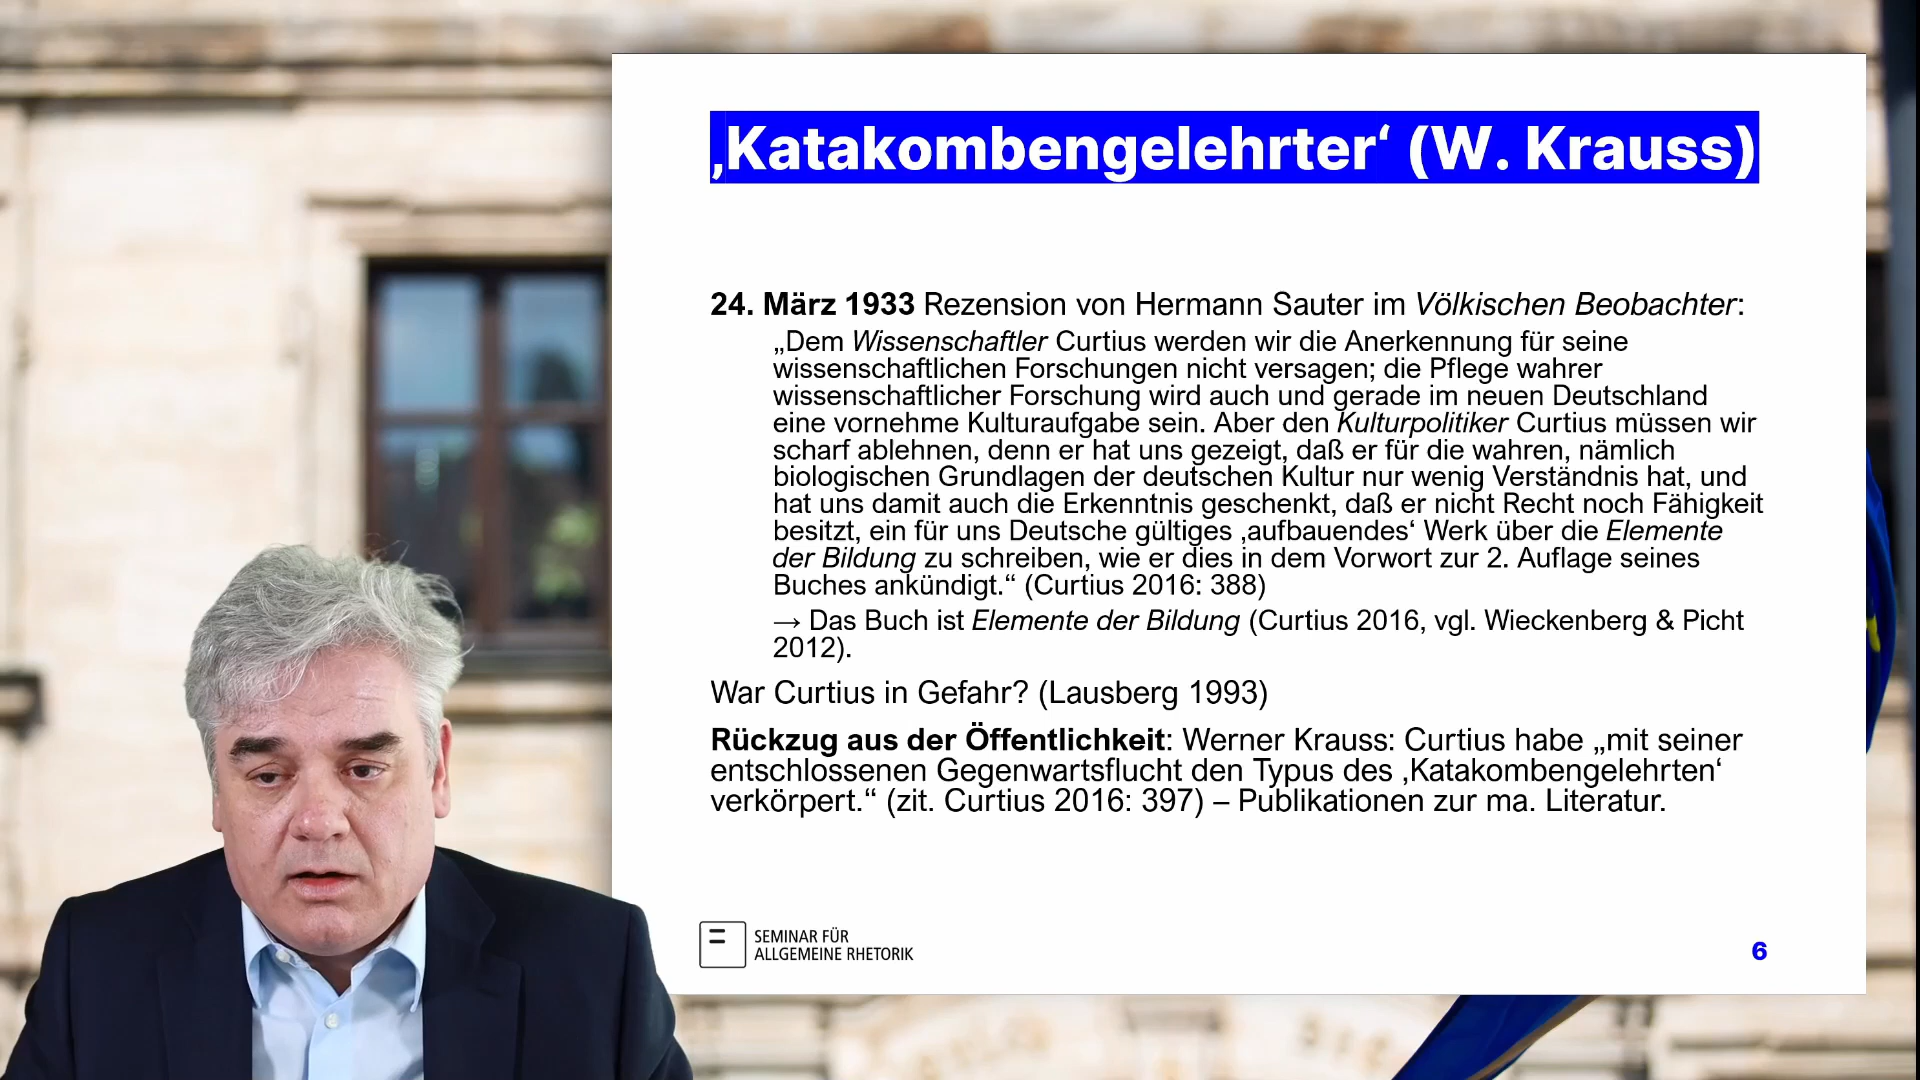 ‚Katakombengelehrter‘ (W. Krauss)
24. März 1933 Rezension von Hermann Sauter im Völkischen Beobachter:
„Dem Wissenschaftler Curtius werden wir die Anerkennung für seine
wissenschaftlichen Forschungen nicht versagen; die Pflege wahrer
wissenschaftlicher Forschung wird auch und gerade im neuen Deutschland
eine vornehme Kulturaufgabe sein. Aber den Kulturpolitiker Curtius müssen wir
scharf ablehnen, denn er hat uns gezeigt, daß er für die wahren, nämlich
biologischen Grundlagen der deutschen Kultur nur wenig Verständnis hat, und
hat uns damit auch die Erkenntnis geschenkt, daß er nicht Recht noch Fähigkeit
besitzt, ein für uns Deutsche gültiges ‚aufbauendes‘ Werk über die Elemente
der Bildung zu schreiben, wie er dies in dem Vorwort zur 2. Auflage seines
Buches ankündigt.“ (Curtius 2016: 388)
→ Das Buch ist Elemente der Bildung (Curtius 2016, vgl. Wieckenberg & Picht
2012).
War Curtius in Gefahr? (Lausberg 1993)
Rückzug aus der Öffentlichkeit: Werner Krauss: Curtius habe „mit seiner
entschlossenen Gegenwartsflucht den Typus des ‚Katakombengelehrten‘
verkörpert.“ (zit. Curtius 2016: 397) – Publikationen zur ma. Literatur.
SEMINAR FÜR
ALLGEMEINE RHETORIK
6